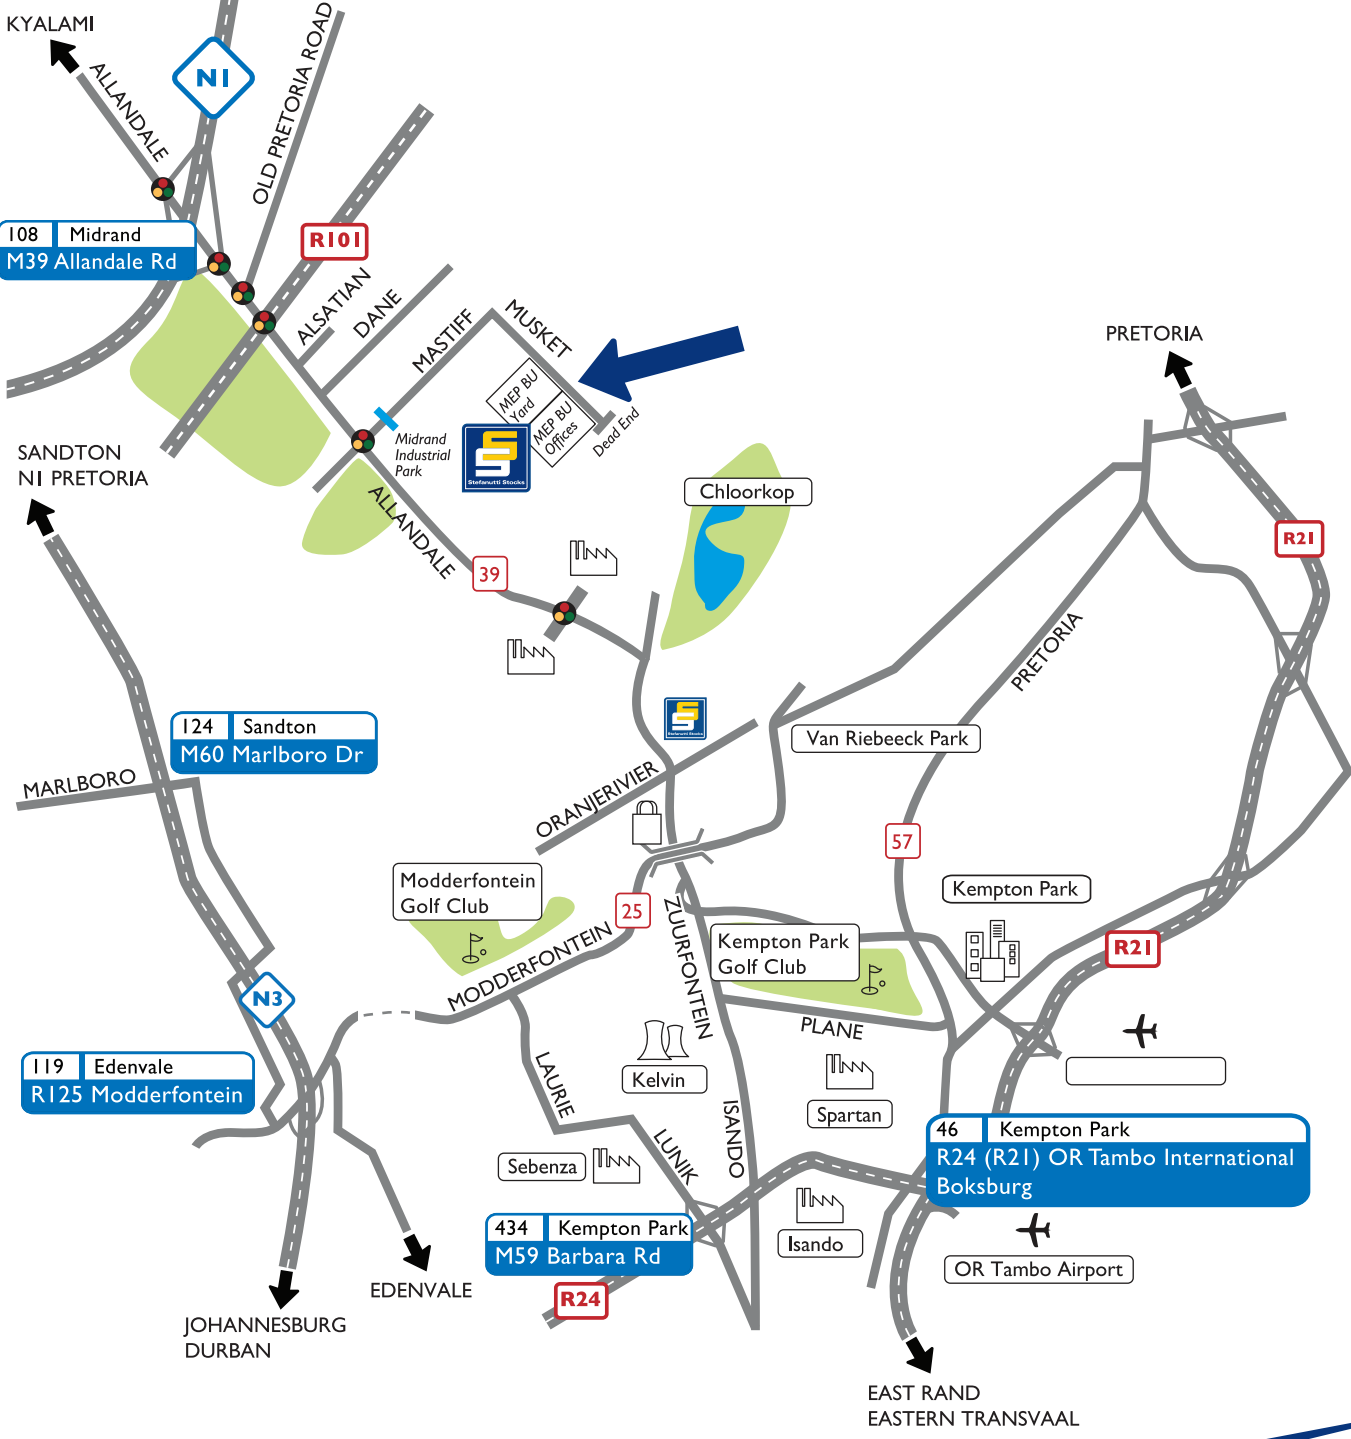 KYALAMI
ALLANDALE
N1
OLD PRETORIA ROAD
108 Midrand
M39 Allandale Rd
R101
ALSATIAN
DANE
MASTIFF
MUSKET
MEP BU
Yard
MEP BU
Offices
Dead End
Midrand
Industrial
Park
Stefanutti Stocks
SANDTON
N1 PRETORIA
ALLANDALE
39
Chloorkop
PRETORIA
R21
PRETORIA
124 Sandton
M60 Marlboro Dr
MARLBORO
Stefanutti Stocks
Van Riebeeck Park
ORANJERIVIER
57
Modderfontein
Golf Club
25
ZUURFONTEIN
Kempton Park
Kempton Park
Golf Club
R21
MODDERFONTEIN
N3
PLANE
119 Edenvale
R125 Modderfontein
LAURIE
Kelvin
Spartan
ISANDO
46 Kempton Park
R24 (R21) OR Tambo International
Boksburg
Sebenza
LUNIK
434 Kempton Park
M59 Barbara Rd
Isando
OR Tambo Airport
R24
EDENVALE
JOHANNESBURG
DURBAN
EAST RAND
EASTERN TRANSVAAL